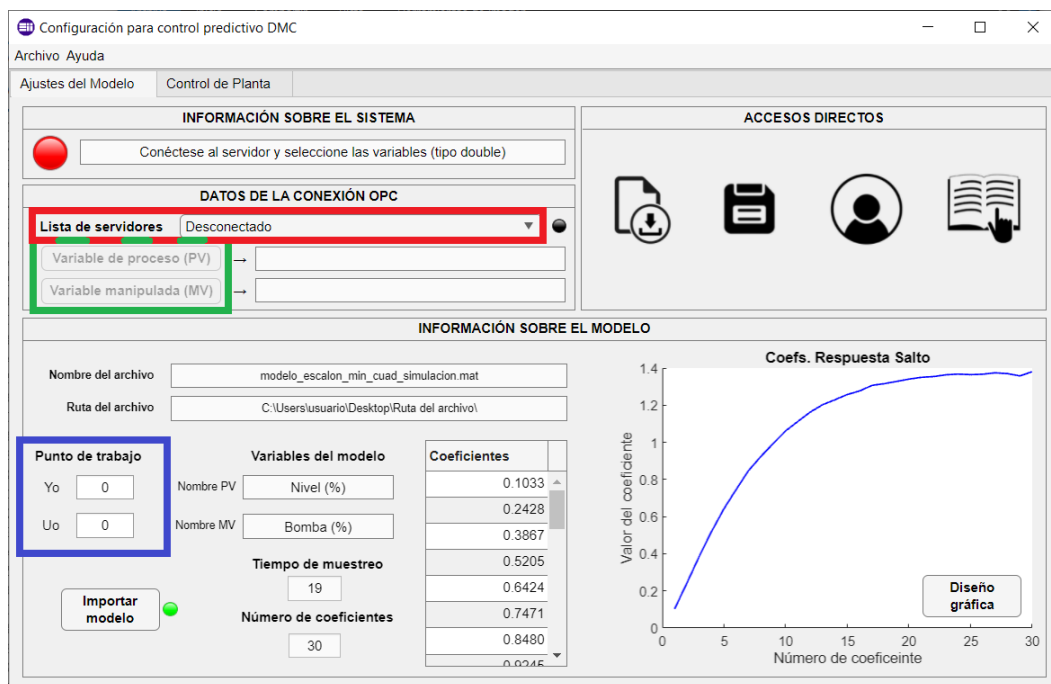 Configuración para control predictivo DMC
Archivo Ayuda
Ajustes del Modelo Control de Planta
INFORMACIÓN SOBRE EL SISTEMA
Conéctese al servidor y seleccione las variables (tipo double)
ACCESOS DIRECTOS
DATOS DE LA CONEXIÓN OPC
Lista de servidores Desconectado
Variable de proceso (PV) →
Variable manipulada (MV) →
INFORMACIÓN SOBRE EL MODELO
Nombre del archivo modelo_escalon_min_cuad_simulacion.mat
Ruta del archivo C:\Users\usuario\Desktop\Ruta del archivo\
Punto de trabajo
Yo 0
Uo 0
Variables del modelo
Nombre PV Nivel (%)
Nombre MV Bomba (%)
Tiempo de muestreo
19
Número de coeficientes
30
Importar
modelo
Coeficientes
0.1033
0.2428
0.3867
0.5205
0.6424
0.7471
0.8480
0.9245
Coefs. Respuesta Salto
Valor del coeficiente
1.4
1.2
1
0.8
0.6
0.4
0.2
0
0 5 10 15 20 25 30
Número de coeficeinte
Diseño
gráfica